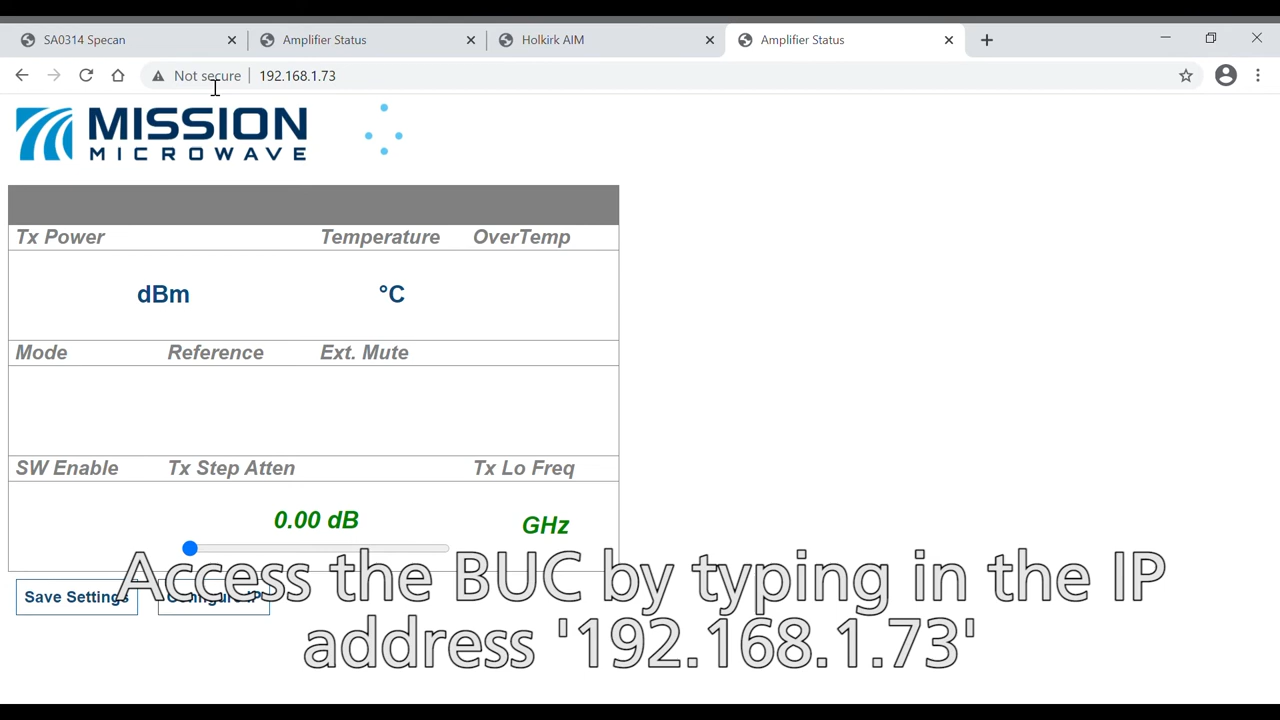 SA0314 Specan
Amplifier Status
Holkirk AIM
Amplifier Status
Not secure
192.168.1.73
MISSION
MICROWAVE
Tx Power
Temperature
OverTemp
dBm
°C
Mode
Reference
Ext. Mute
SW Enable
Tx Step Atten
Tx Lo Freq
0.00 dB
GHz
Save Settings
Configure IP
Access the BUC by typing in the IP
address '192.168.1.73'